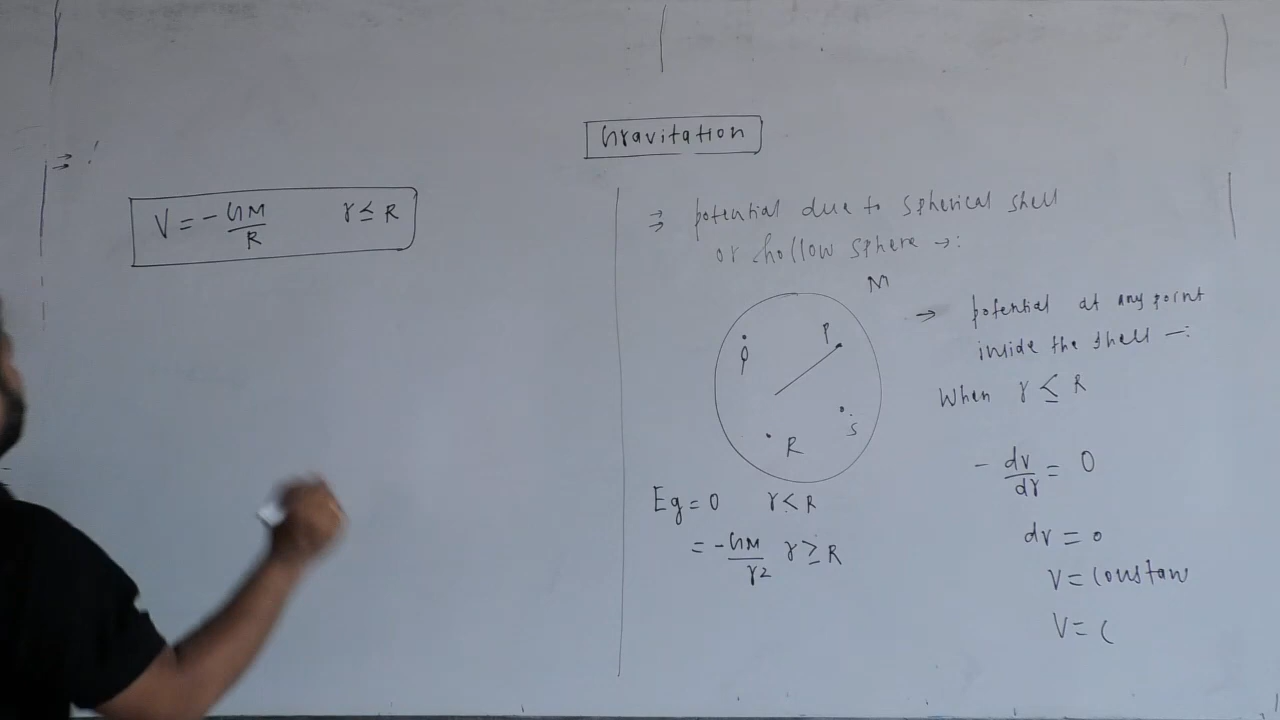 Gravitation
⇒ :
V = - GM/R r ≤ R
⇒ potential due to spherical shell
or hollow sphere →:
M
P
Q
R
S
Eg = 0 r < R
= - GM/r2 r ≥ R
→ potential at any point
inside the shell -:
When r ≤ R
- dv/dr = 0
dv = 0
V = constan
V = C